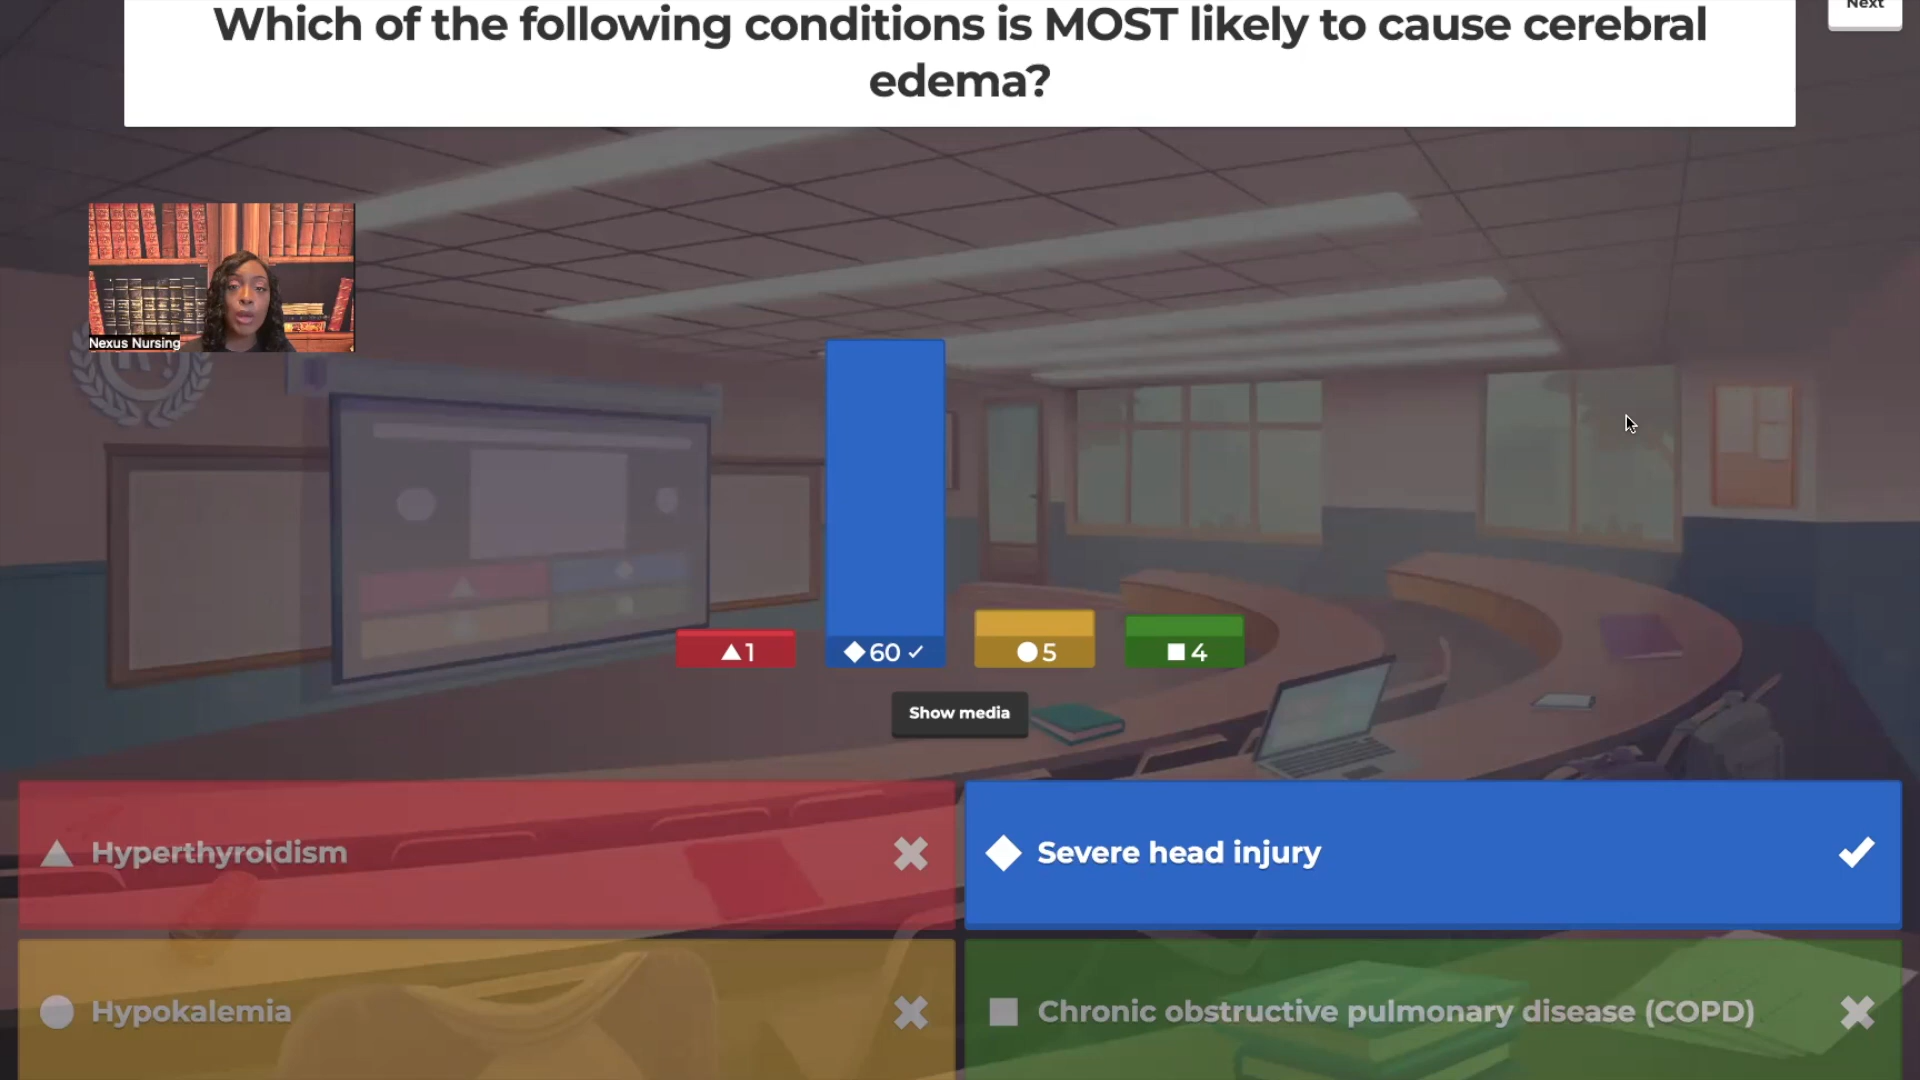 Which of the following conditions is MOST likely to cause cerebral
edema?
Next
Nexus Nursing
1
60
5
4
Show media
Hyperthyroidism
Severe head injury
Hypokalemia
Chronic obstructive pulmonary disease (COPD)